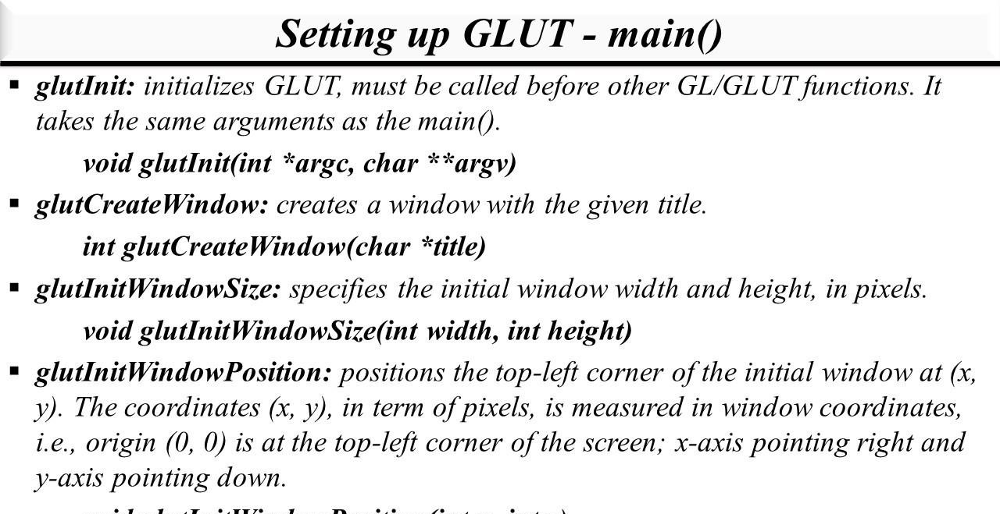 Setting up GLUT - main()
▪ glutInit: initializes GLUT, must be called before other GL/GLUT functions. It
takes the same arguments as the main().
void glutInit(int *argc, char **argv)
▪ glutCreateWindow: creates a window with the given title.
int glutCreateWindow(char *title)
▪ glutInitWindowSize: specifies the initial window width and height, in pixels.
void glutInitWindowSize(int width, int height)
▪ glutInitWindowPosition: positions the top-left corner of the initial window at (x,
y). The coordinates (x, y), in term of pixels, is measured in window coordinates,
i.e., origin (0, 0) is at the top-left corner of the screen; x-axis pointing right and
y-axis pointing down.